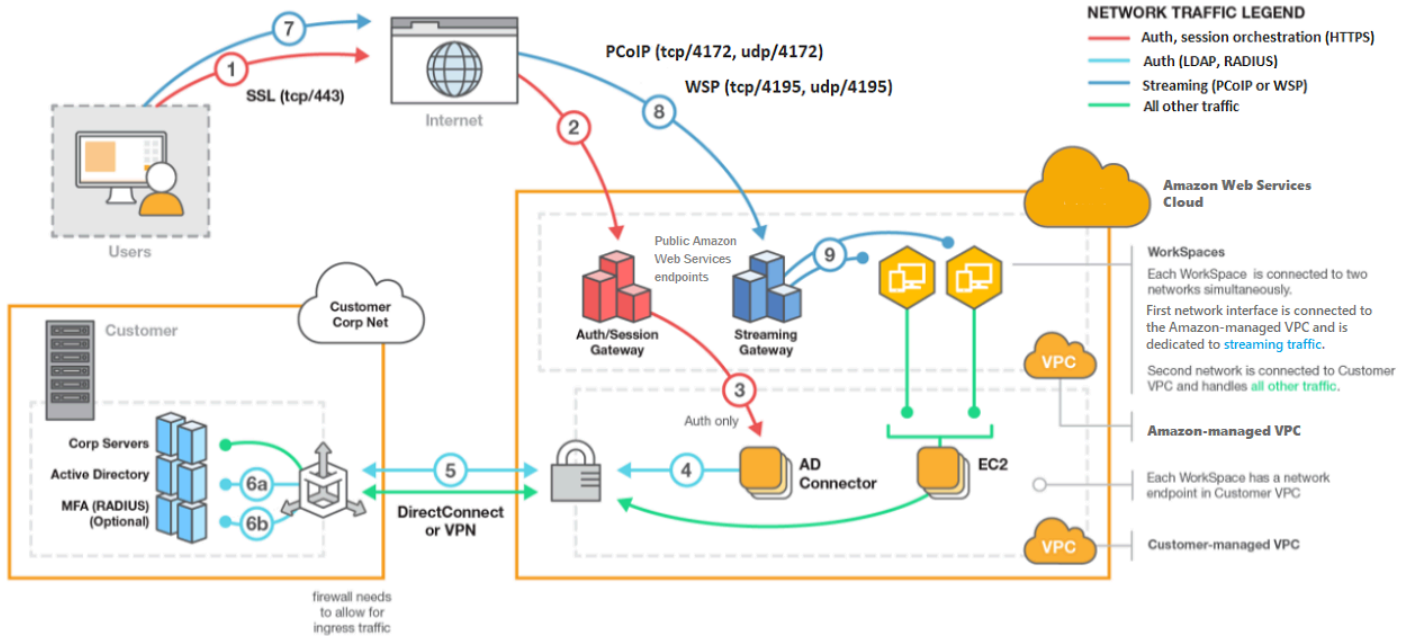 NETWORK TRAFFIC LEGEND
Auth, session orchestration (HTTPS)
Auth (LDAP, RADIUS)
Streaming (PCoIP or WSP)
All other traffic
7
1
SSL (tcp/443)
Internet
PCoIP (tcp/4172, udp/4172)
WSP (tcp/4195, udp/4195)
2
8
Users
Amazon Web Services
Cloud
Public Amazon
Web Services
endpoints
9
Auth/Session
Gateway
Streaming
Gateway
WorkSpaces
Each WorkSpace is connected to two
networks simultaneously.
First network interface is connected to
the Amazon-managed VPC and is
dedicated to streaming traffic.
Second network is connected to Customer
VPC and handles all other traffic.
VPC
Amazon-managed VPC
Customer
Corp Net
Customer
Corp Servers
Active Directory
MFA (RADIUS)
(Optional)
6a
6b
5
DirectConnect
or VPN
3
Auth only
4
AD
Connector
EC2
Each WorkSpace has a network
endpoint in Customer VPC
VPC
Customer-managed VPC
firewall needs
to allow for
ingress traffic